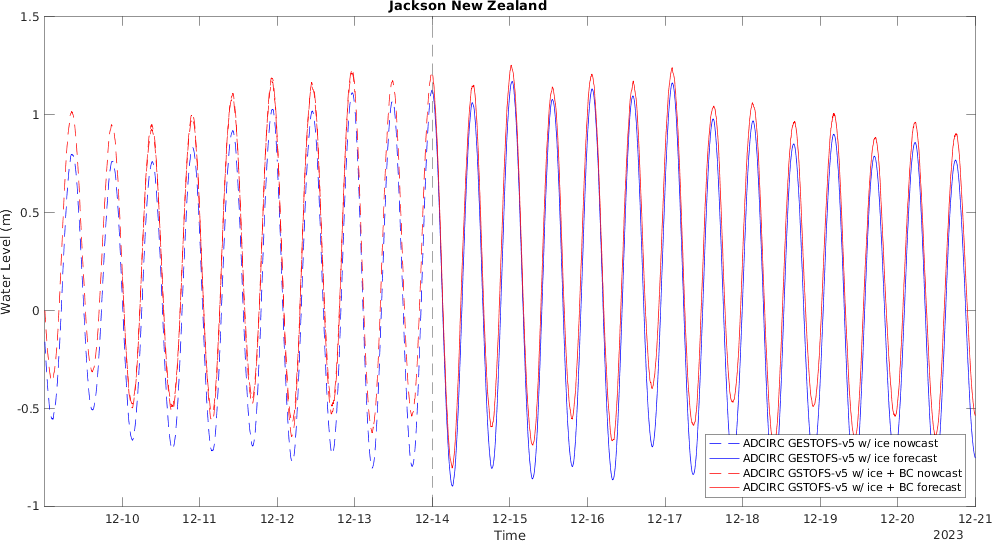 Jackson New Zealand
1.5
1
0.5
0
-0.5
-1
Water Level (m)
ADCIRC GESTOFS-v5 w/ ice nowcast
ADCIRC GESTOFS-v5 w/ ice forecast
ADCIRC GSTOFS-v5 w/ ice + BC nowcast
ADCIRC GSTOFS-v5 w/ ice + BC forecast
12-10 12-11 12-12 12-13 12-14 12-15 12-16 12-17 12-18 12-19 12-20 12-21
Time
2023